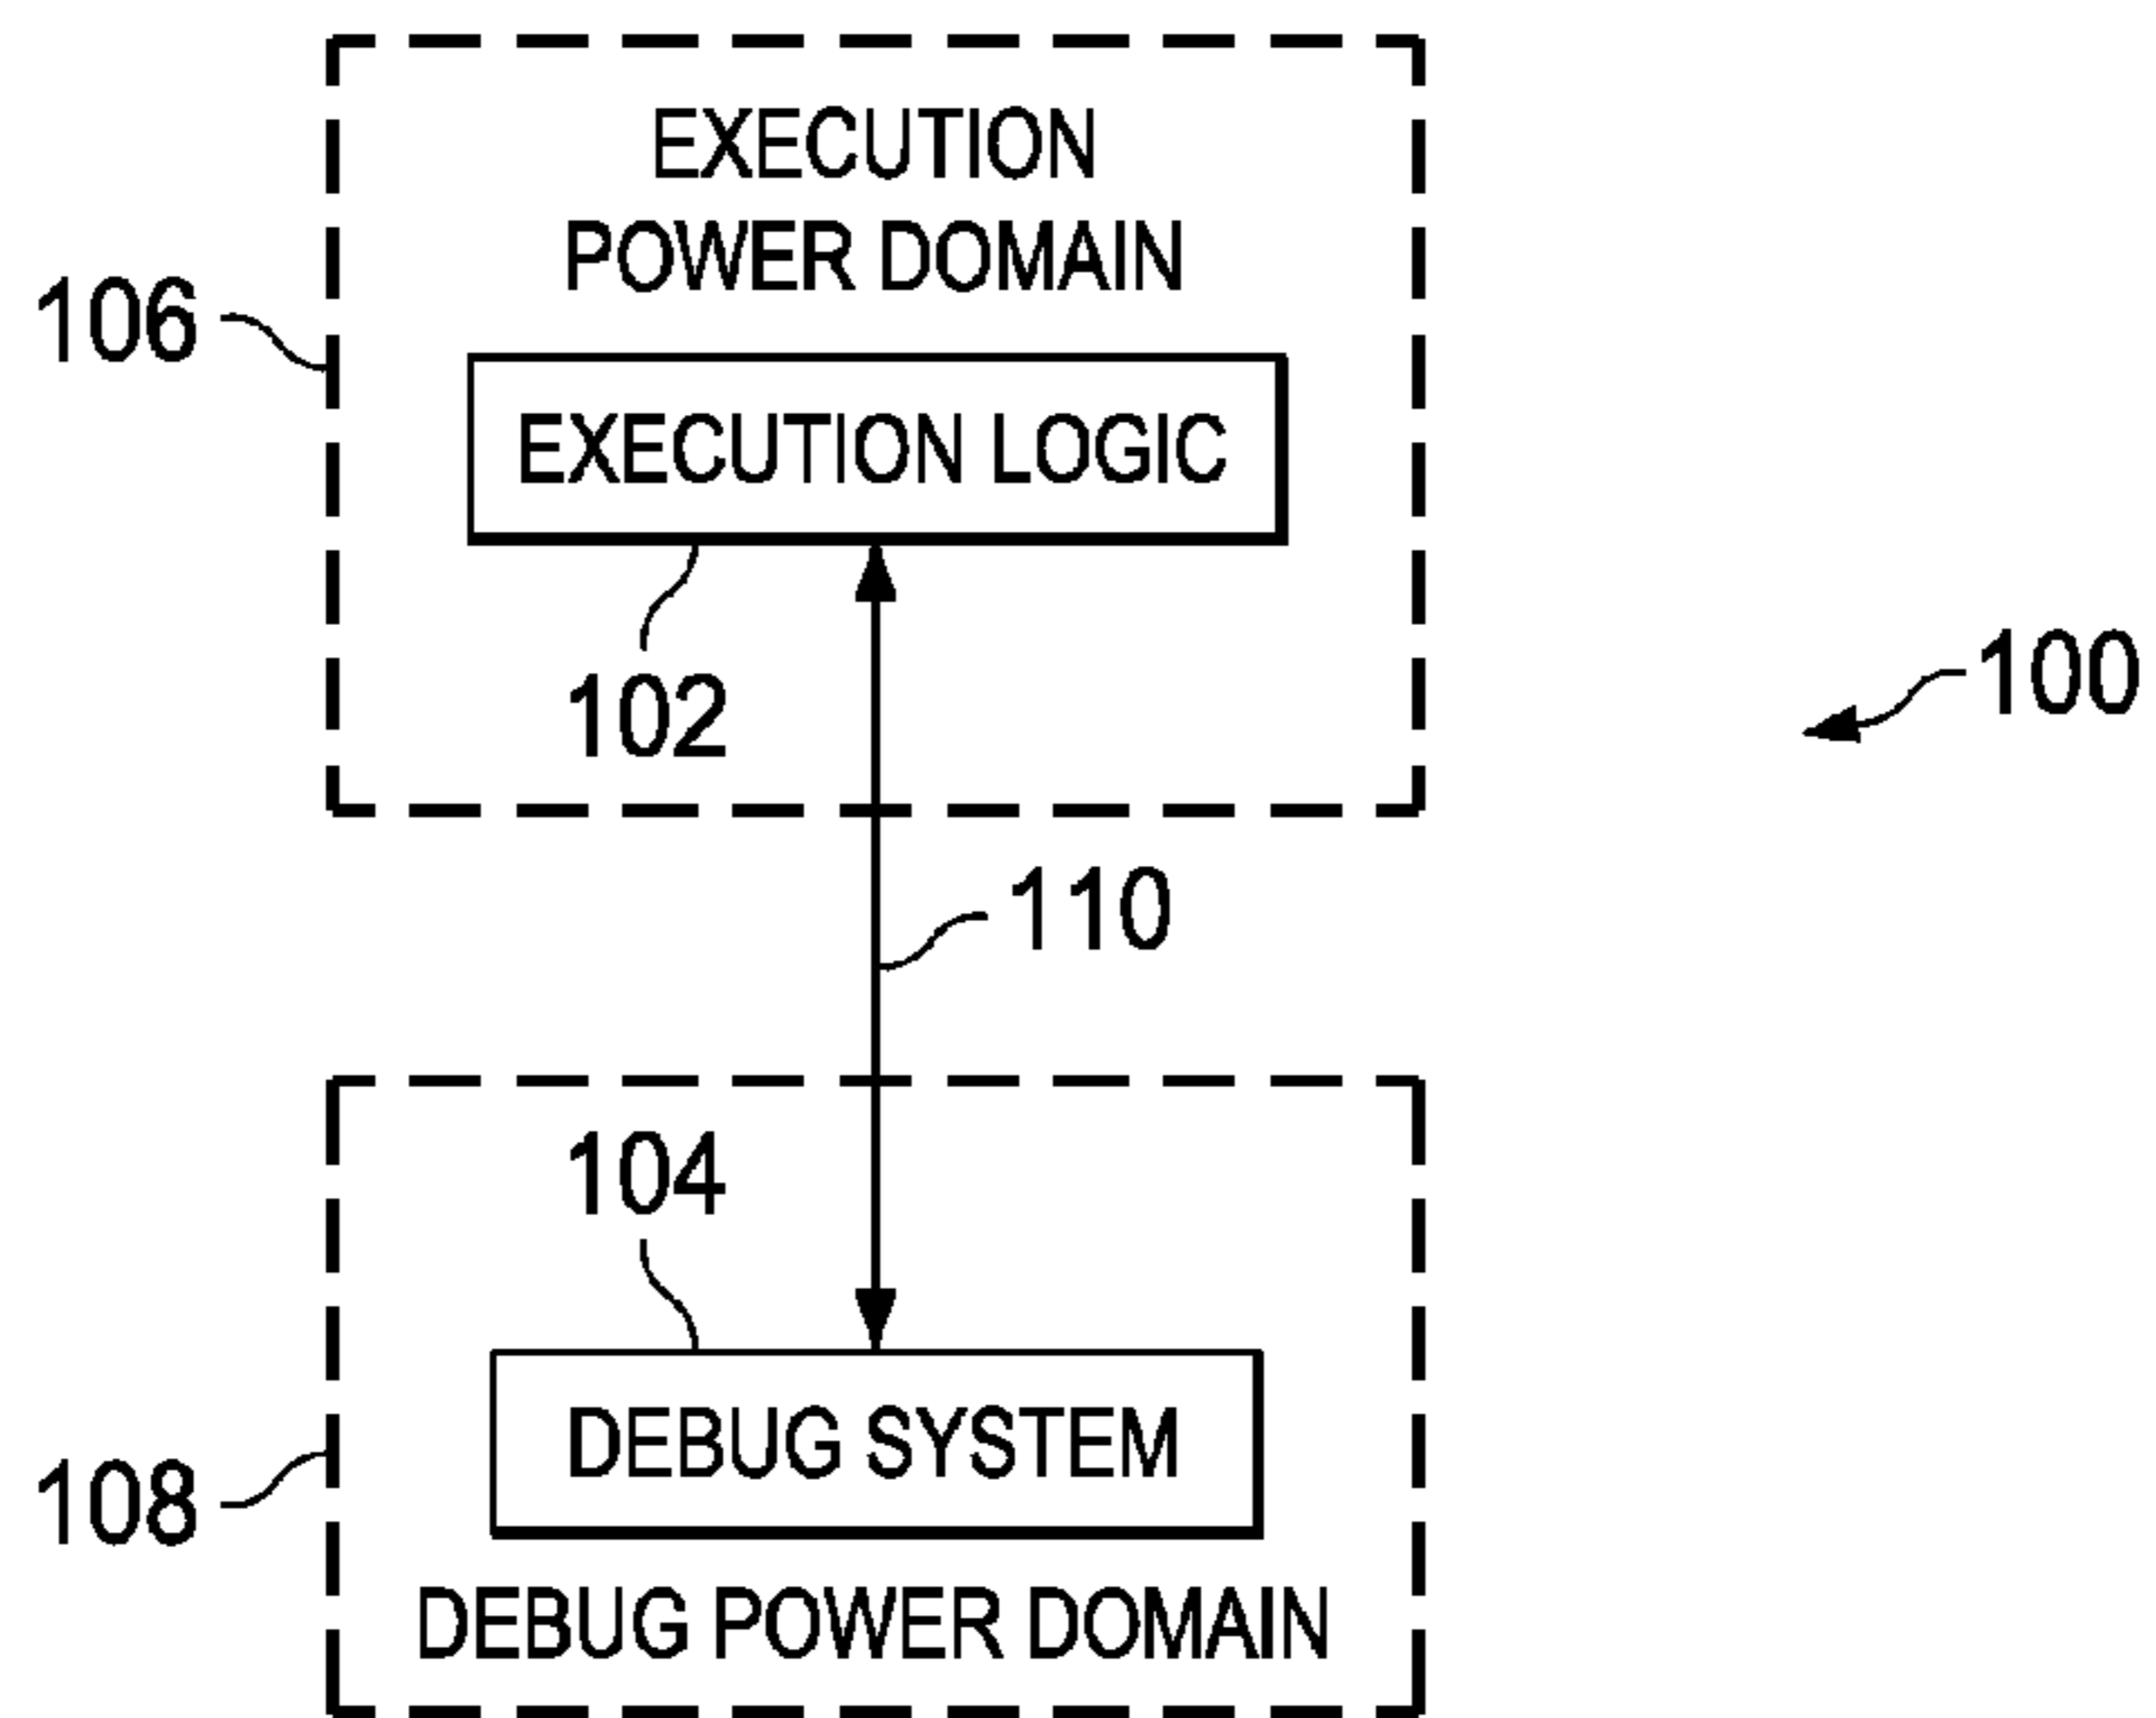 EXECUTION
POWER DOMAIN
106
EXECUTION LOGIC
102
100
110
104
DEBUG SYSTEM
108
DEBUG POWER DOMAIN